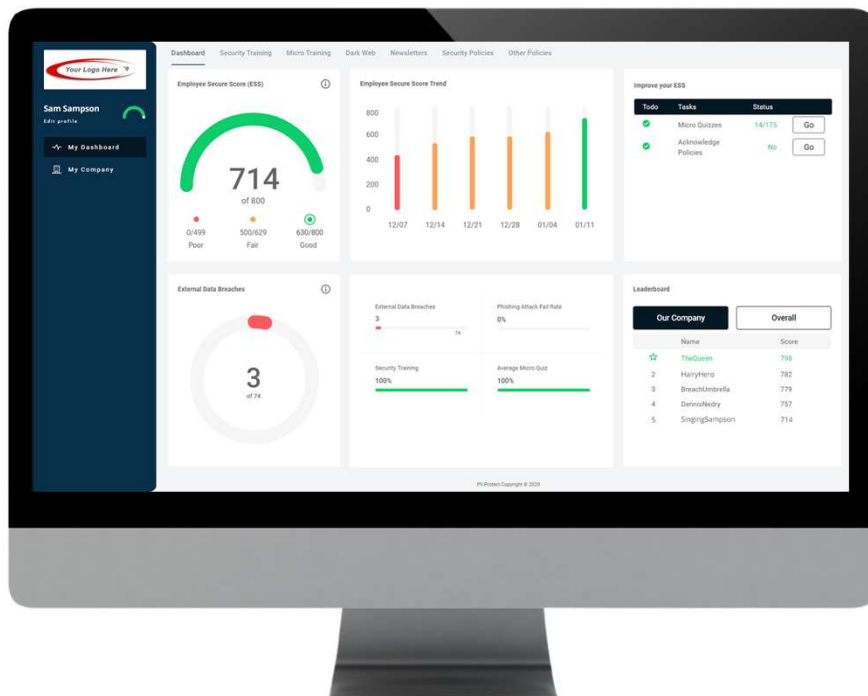 Your Logo Here
Sam Sampson
Edit profile
My Dashboard
My Company
Dashboard Security Training Micro Training Dark Web Newsletters Security Policies Other Policies
Employee Secure Score (ESS)
714
of 800
0/499 500/629 630/800
Poor Fair Good
Employee Secure Score Trend
800
600
400
200
0
12/07 12/14 12/21 12/28 01/04 01/11
Improve your ESS
Todo Tasks Status
Micro Quizzes 14/175 Go
Acknowledge
Policies No Go
External Data Breaches
3
of 74
External Data Breaches
3
74
Phishing Attack Fail Rate
0%
Security Training
100%
Average Micro Quiz
100%
Leaderboard
Our Company Overall
Name Score
TheQueen 798
2 HairyHero 782
3 BreachUmbrella 779
4 DennisNedry 757
5 SingingSampson 714
Protect Copyright © 2020